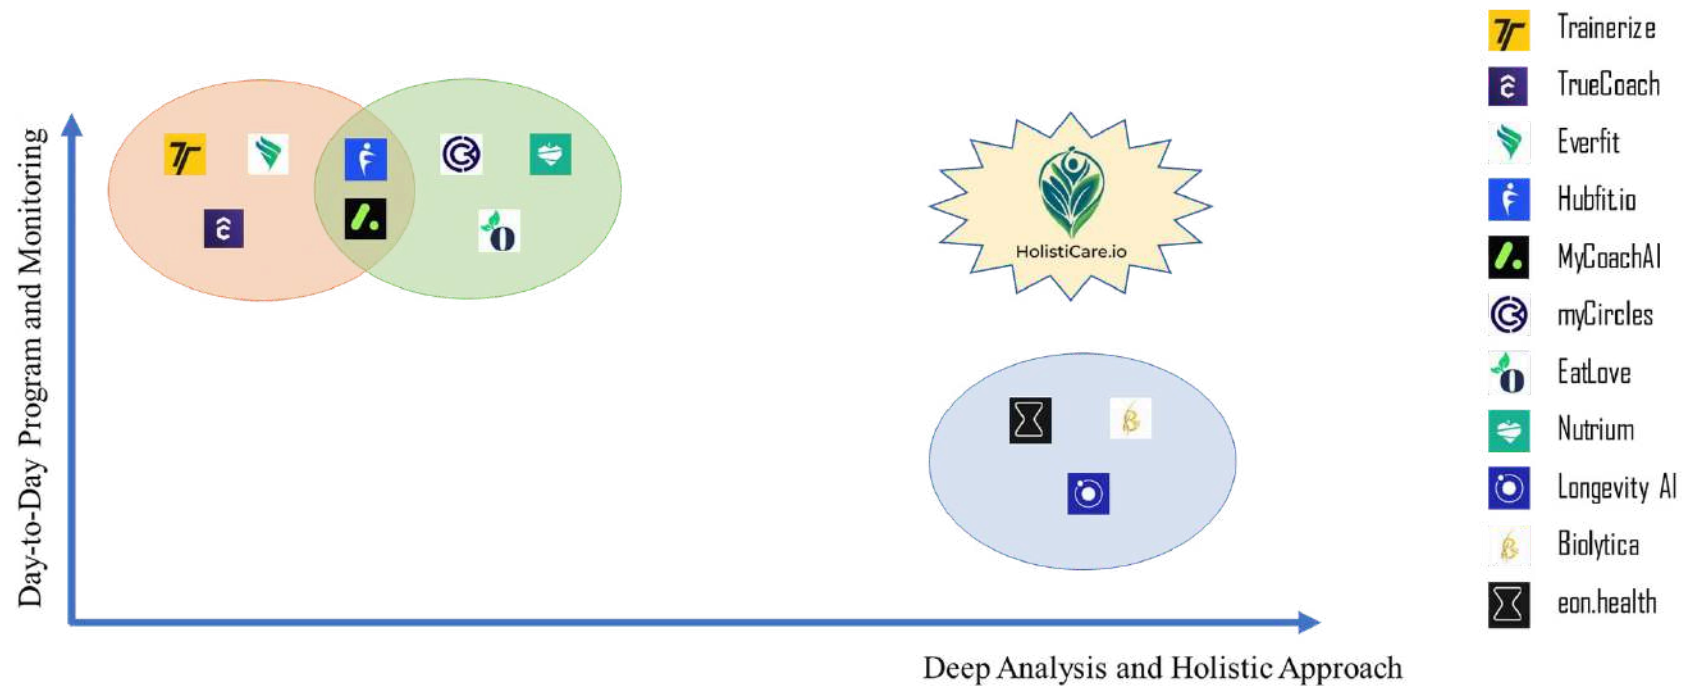 Day-to-Day Program and Monitoring
HolistiCare.io
Deep Analysis and Holistic Approach
Trainerize
TrueCoach
Everfit
Hubfit.io
MyCoachAI
myCircles
EatLove
Nutrium
Longevity AI
Biolytica
eon.health